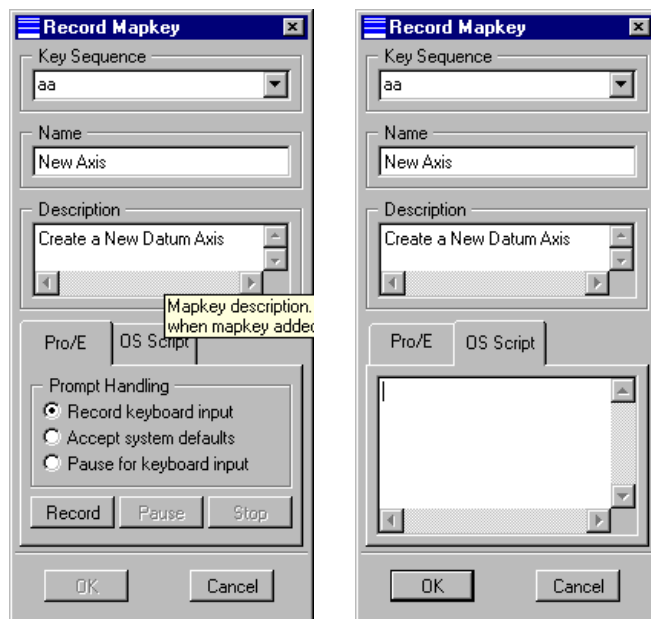 Record Mapkey
Key Sequence
aa
Name
New Axis
Description
Create a New Datum Axis
Mapkey description.
when mapkey added
Pro/E
OS Script
Prompt Handling
Record keyboard input
Accept system defaults
Pause for keyboard input
Record
Pause
Stop
OK
Cancel
Record Mapkey
Key Sequence
aa
Name
New Axis
Description
Create a New Datum Axis
Pro/E
OS Script
OK
Cancel